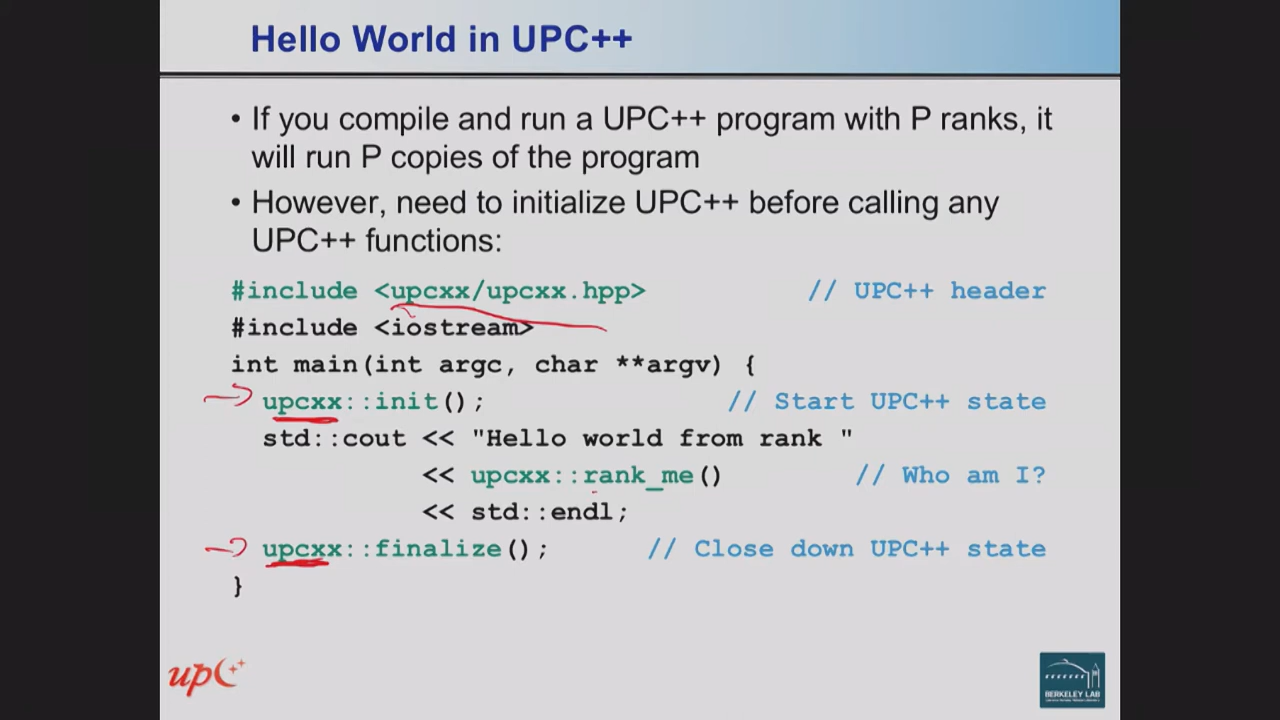 Hello World in UPC++
• If you compile and run a UPC++ program with P ranks, it
will run P copies of the program
• However, need to initialize UPC++ before calling any
UPC++ functions:
#include <upcxx/upcxx.hpp> // UPC++ header
#include <iostream>
int main(int argc, char **argv) {
upcxx::init(); // Start UPC++ state
std::cout << "Hello world from rank "
<< upcxx::rank_me() // Who am I?
<< std::endl;
upcxx::finalize(); // Close down UPC++ state
}
upc++
BERKELEY LAB